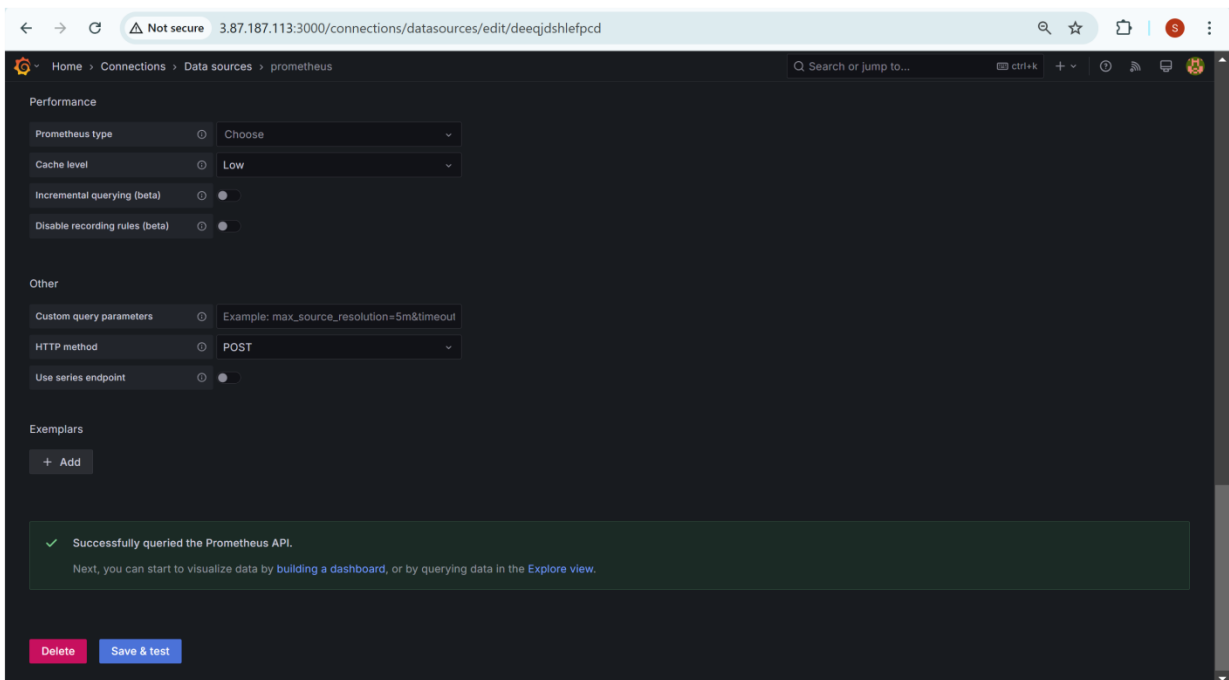 Not secure 3.87.187.113:3000/connections/datasources/edit/deeqjdshlefpcd S
Home › Connections › Data sources › prometheus Search or jump to... ctrl+k
Performance
Prometheus type Choose
Cache level Low
Incremental querying (beta)
Disable recording rules (beta)
Other
Custom query parameters Example: max_source_resolution=5m&timeout
HTTP method POST
Use series endpoint
Exemplars
+ Add
Successfully queried the Prometheus API.
Next, you can start to visualize data by building a dashboard, or by querying data in the Explore view.
Delete Save & test